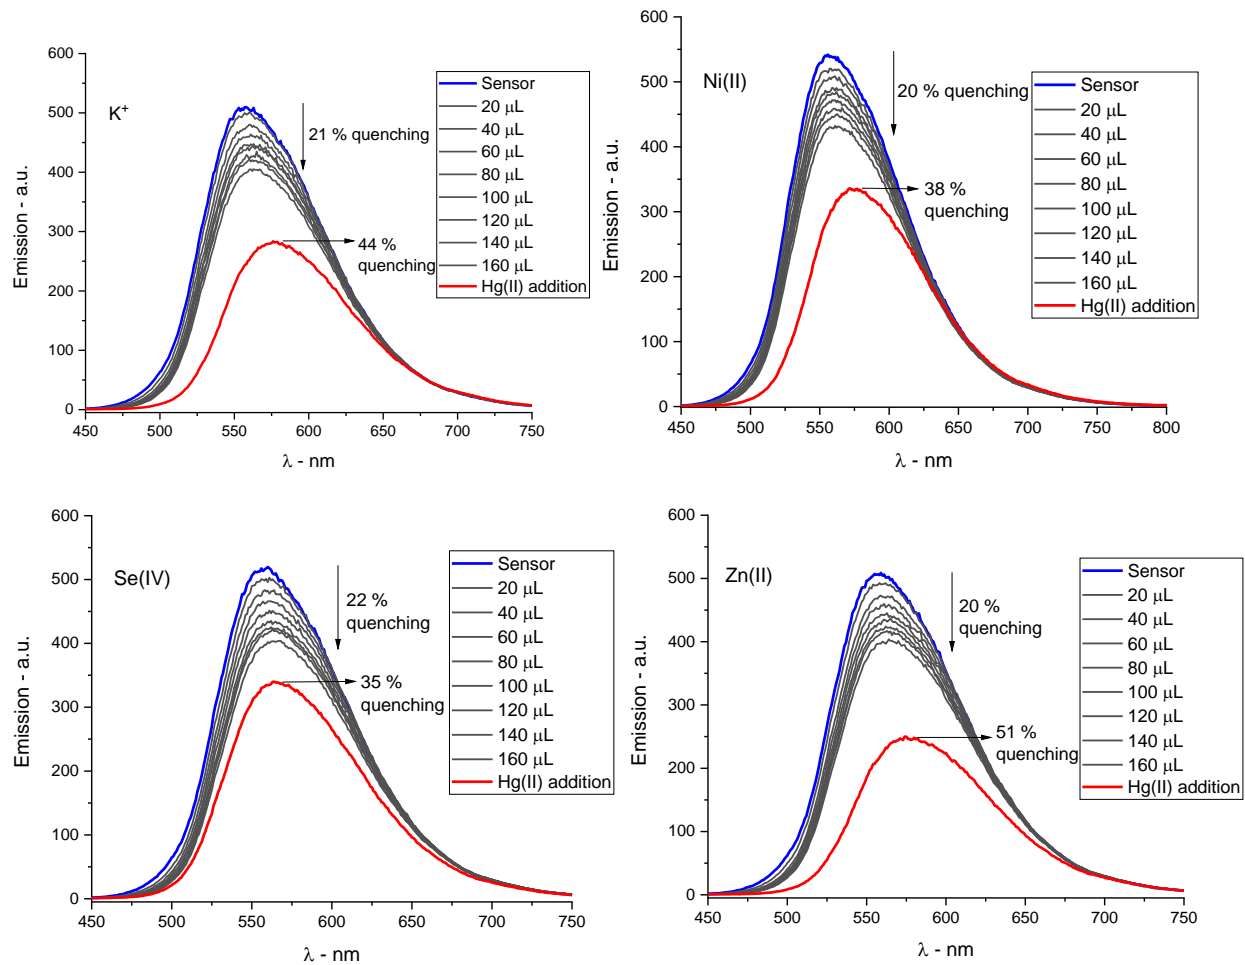 K⁺
600
500
400
300
200
100
0
Emission - a.u.
450 500 550 600 650 700 750
λ - nm
21 % quenching
44 %
quenching
Sensor
20 μL
40 μL
60 μL
80 μL
100 μL
120 μL
140 μL
160 μL
Hg(II) addition
Ni(II)
600
500
400
300
200
100
0
Emission - a.u.
450 500 550 600 650 700 750 800
λ - nm
20 % quenching
38 %
quenching
Sensor
20 μL
40 μL
60 μL
80 μL
100 μL
120 μL
140 μL
160 μL
Hg(II) addition
Se(IV)
600
500
400
300
200
100
0
Emission - a.u.
450 500 550 600 650 700 750
λ - nm
22 %
quenching
35 %
quenching
Sensor
20 μL
40 μL
60 μL
80 μL
100 μL
120 μL
140 μL
160 μL
Hg(II) addition
Zn(II)
600
500
400
300
200
100
0
Emission - a.u.
450 500 550 600 650 700 750
λ - nm
20 %
quenching
51 %
quenching
Sensor
20 μL
40 μL
60 μL
80 μL
100 μL
120 μL
140 μL
160 μL
Hg(II) addition